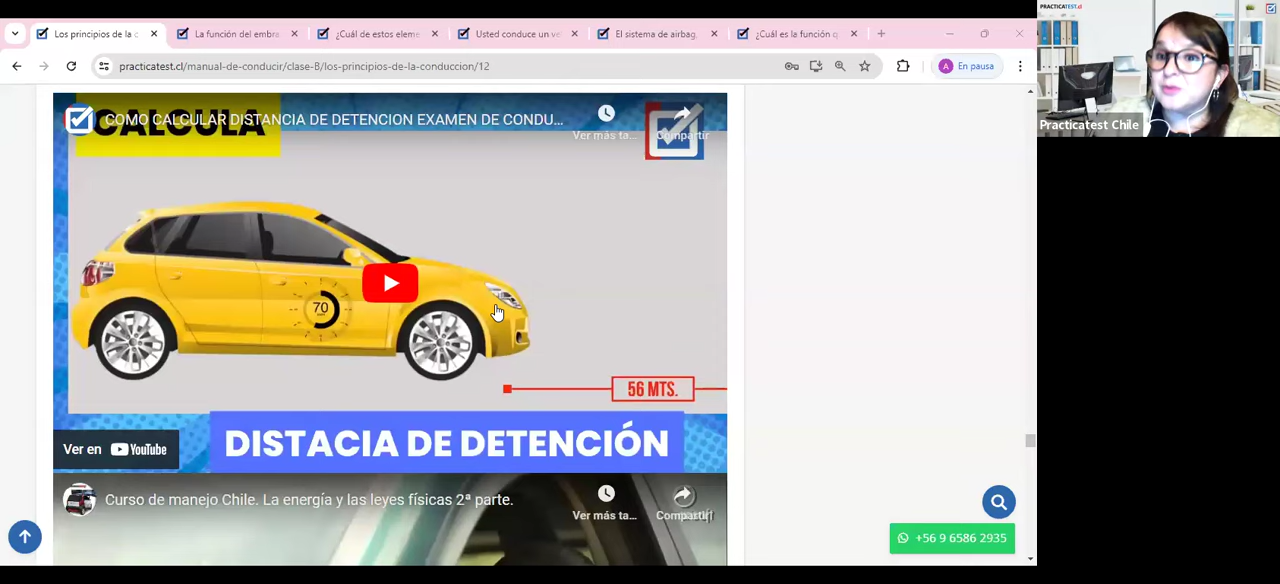 Los principios de la c
La función del embra
¿Cuál de estos eleme
Usted conduce un ve
El sistema de airbag,
¿Cuál es la función q
practicatest.cl/manual-de-conducir/clase-B/los-principios-de-la-conduccion/12
A
En pausa
PRACTICATEST.cl
Practicatest Chile
CALCULA
COMO CALCULAR DISTANCIA DE DETENCION EXAMEN DE CONDU...
Ver más ta...
Compartir
70
56 MTS.
DISTACIA DE DETENCIÓN
Ver en YouTube
Curso de manejo Chile. La energía y las leyes físicas 2ª parte.
Ver más ta...
Compartir
+56 9 6586 2935